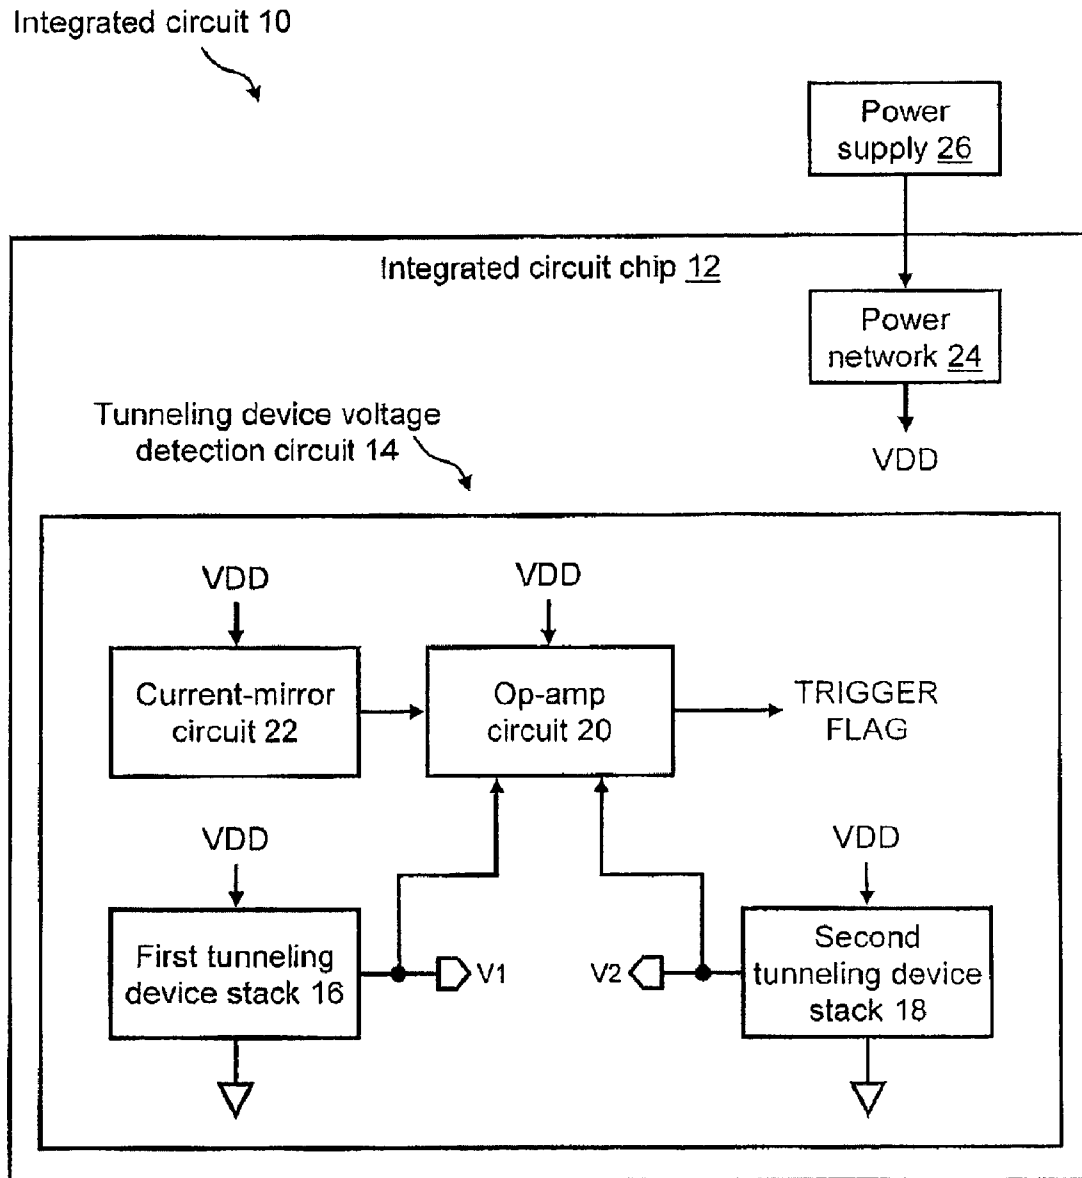 Integrated circuit 10
Power
supply 26
Integrated circuit chip 12
Power
network 24
VDD
Tunneling device voltage
detection circuit 14
VDD
VDD
Current-mirror
circuit 22
Op-amp
circuit 20
TRIGGER
FLAG
VDD
VDD
First tunneling
device stack 16
V1
V2
Second
tunneling device
stack 18